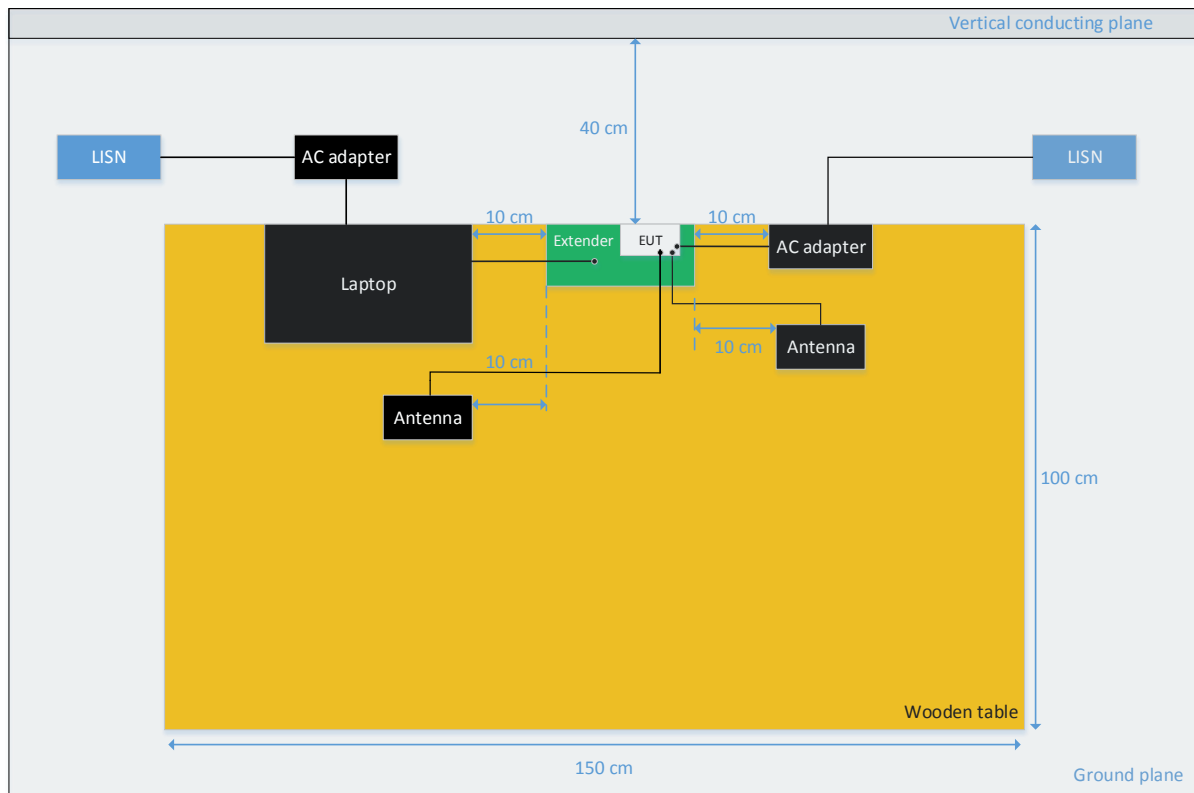 Vertical conducting plane
40 cm
LISN
AC adapter
LISN
10 cm
10 cm
Extender
EUT
AC adapter
Laptop
10 cm
Antenna
10 cm
Antenna
100 cm
Wooden table
150 cm
Ground plane